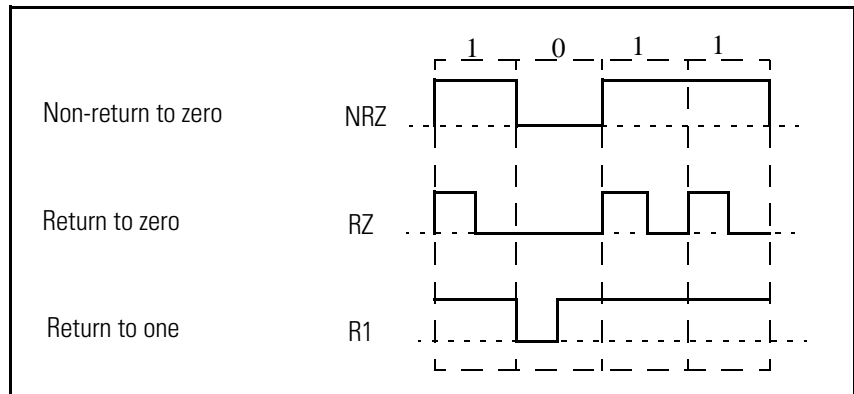 1 0 1 1
Non-return to zero NRZ
Return to zero RZ
Return to one R1